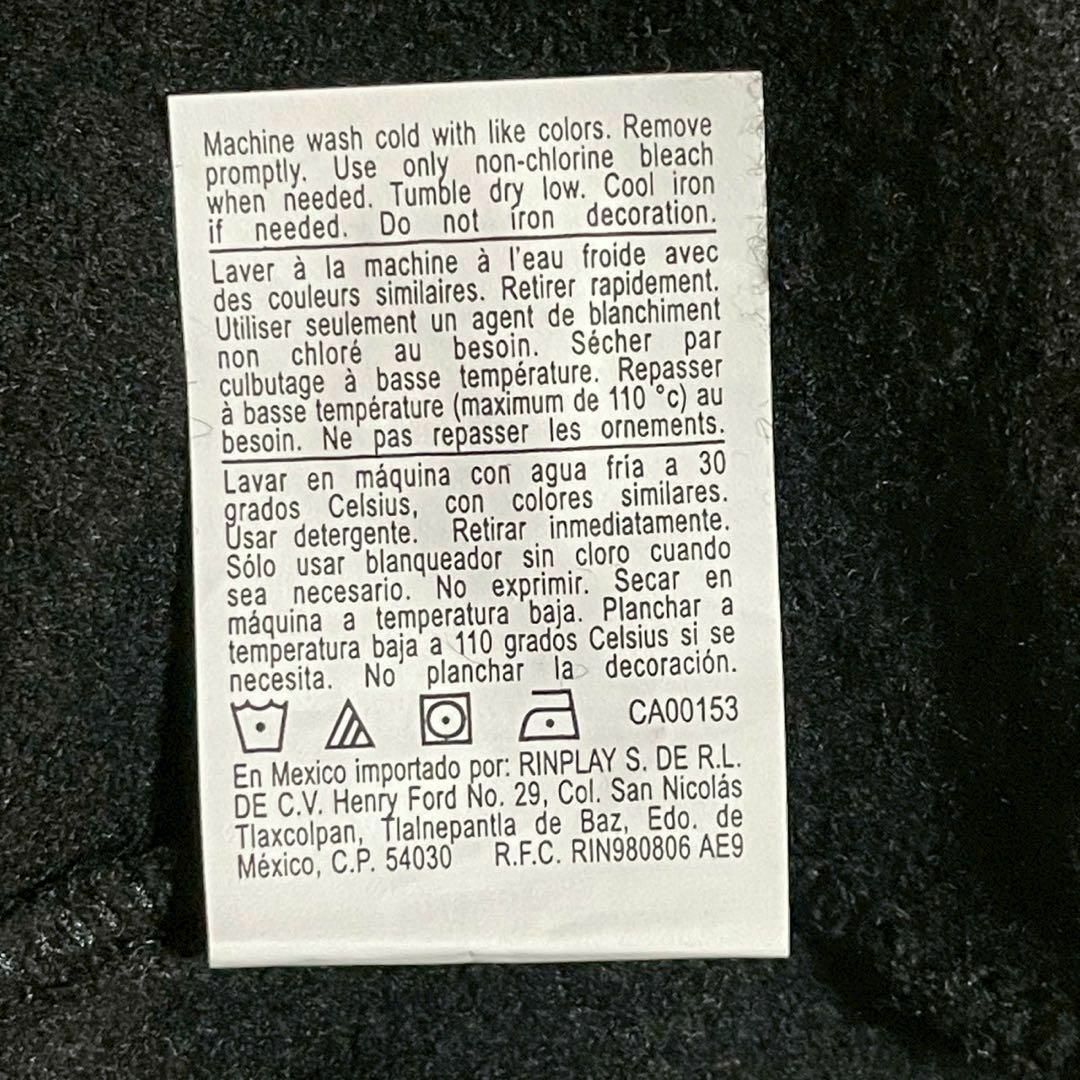 Machine wash cold with like colors. Remove
promptly. Use only non-chlorine bleach
when needed. Tumble dry low. Cool iron
if needed. Do not iron decoration.
Laver à la machine à l'eau froide avec
des couleurs similaires. Retirer rapidement.
Utiliser seulement un agent de blanchiment
non chloré au besoin. Sécher par
culbutage à basse température. Repasser
à basse température (maximum de 110 °c) au
besoin. Ne pas repasser les ornements.
Lavar en máquina con agua fría a 30
grados Celsius, con colores similares.
Usar detergente. Retirar inmediatamente.
Sólo usar blanqueador sin cloro cuando
sea necesario. No exprimir. Secar en
máquina a temperatura baja. Planchar a
temperatura baja a 110 grados Celsius si se
necesita. No planchar la decoración.
CA00153
En Mexico importado por: RINPLAY S. DE R.L.
DE C.V. Henry Ford No. 29, Col. San Nicolás
Tlaxcolpan, Tlalnepantla de Baz, Edo. de
México, C.P. 54030 R.F.C. RIN980806 AE9